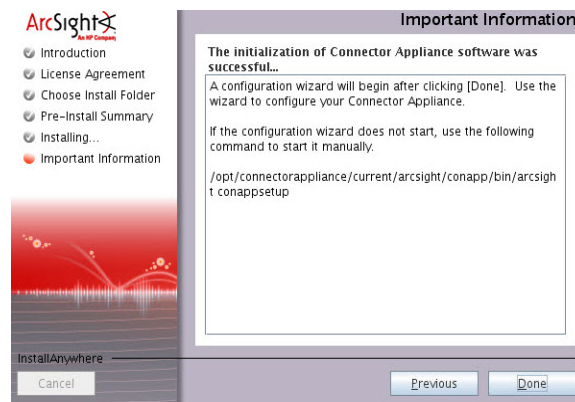 ArcSight
An HP Company
Important Information
Introduction
License Agreement
Choose Install Folder
Pre-Install Summary
Installing...
Important Information
The initialization of Connector Appliance software was
successful...
A configuration wizard will begin after clicking [Done].  Use the
wizard to configure your Connector Appliance.
If the configuration wizard does not start, use the following
command to start it manually.
/opt/connectorappliance/current/arcsight/conapp/bin/arcsigh
t conappsetup
InstallAnywhere
Cancel
Previous
Done